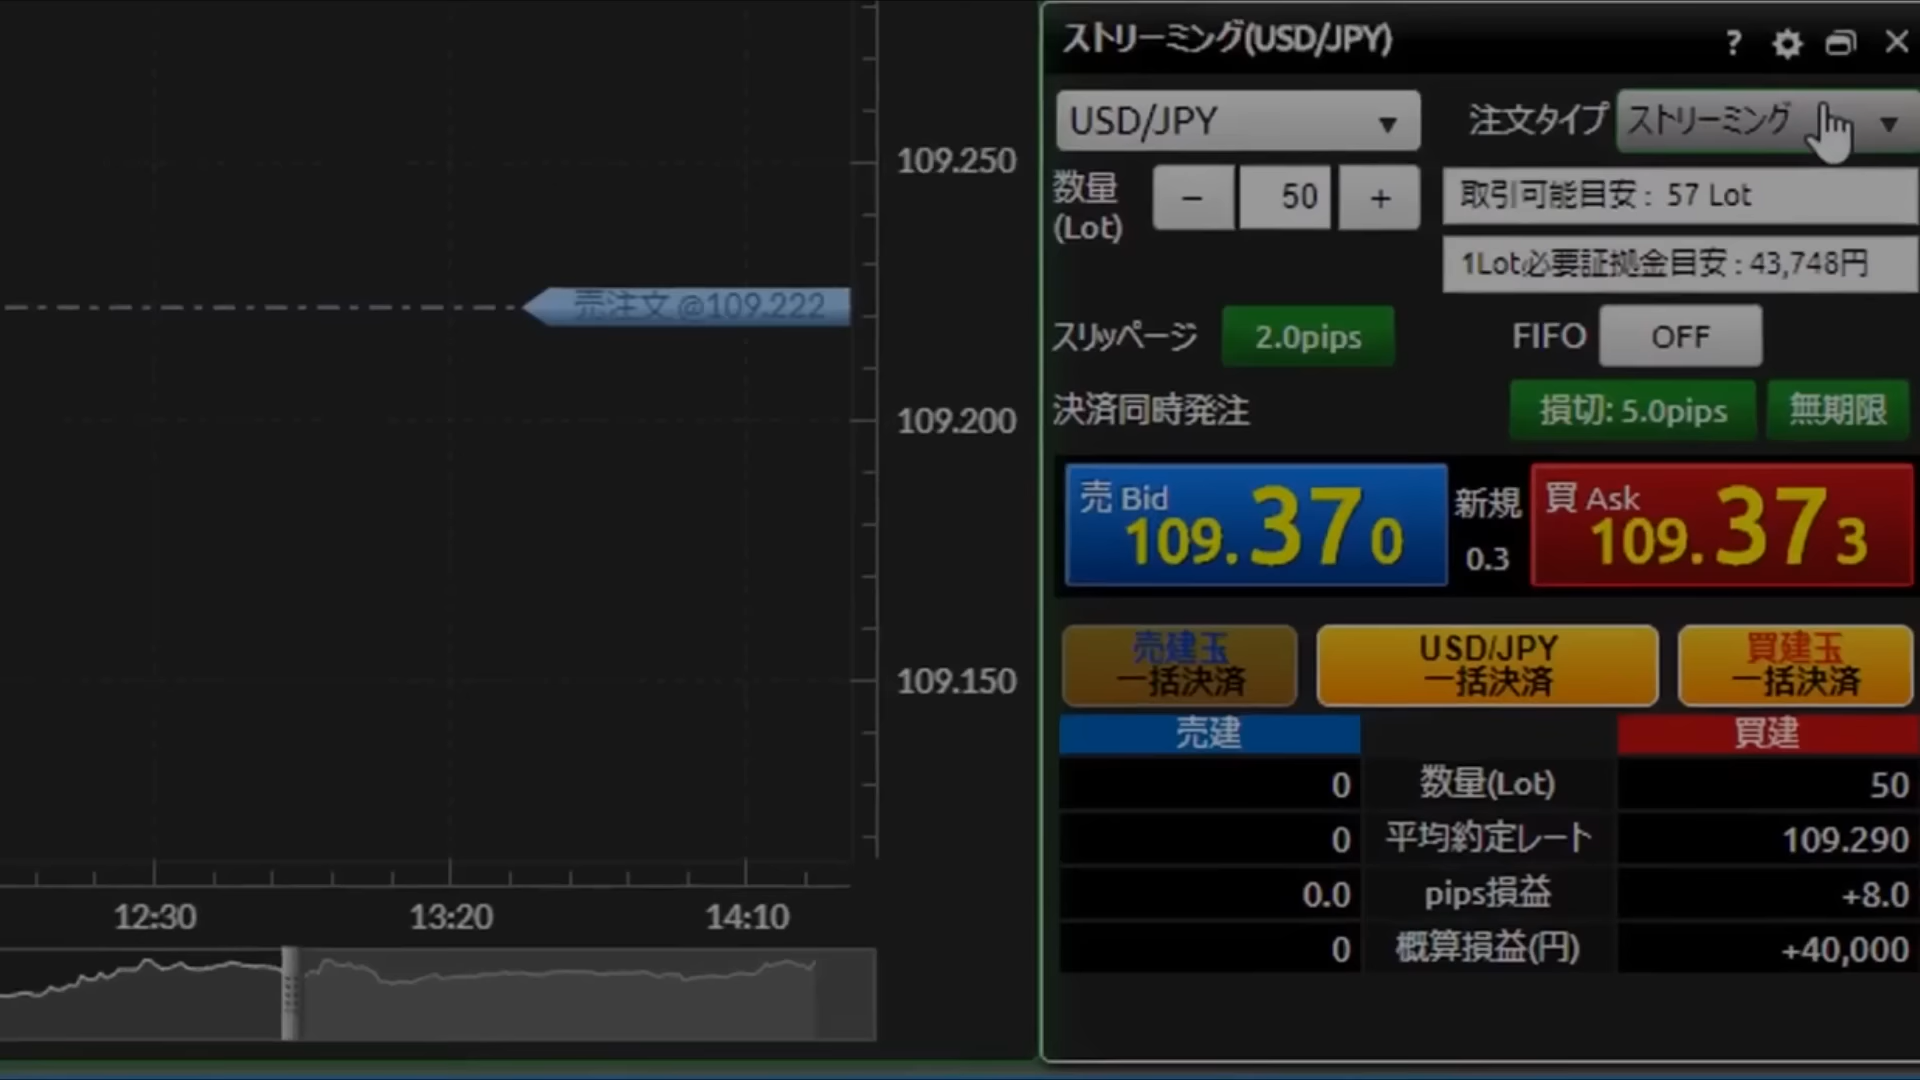 109.250
109.200
109.150
売注文 @109.222
12:30
13:20
14:10
ストリーミング(USD/JPY)
?
USD/JPY
注文タイプ ストリーミング
数量
(Lot)
− 50 +
取引可能目安 : 57 Lot
1Lot必要証拠金目安 : 43,748円
スリッページ 2.0pips FIFO OFF
決済同時発注 損切: 5.0pips 無期限
売 Bid
109.370
新規
0.3
買 Ask
109.373
売建玉
一括決済
USD/JPY
一括決済
買建玉
一括決済
売建 買建
0 数量(Lot) 50
0 平均約定レート 109.290
0.0 pips損益 +8.0
0 概算損益(円) +40,000